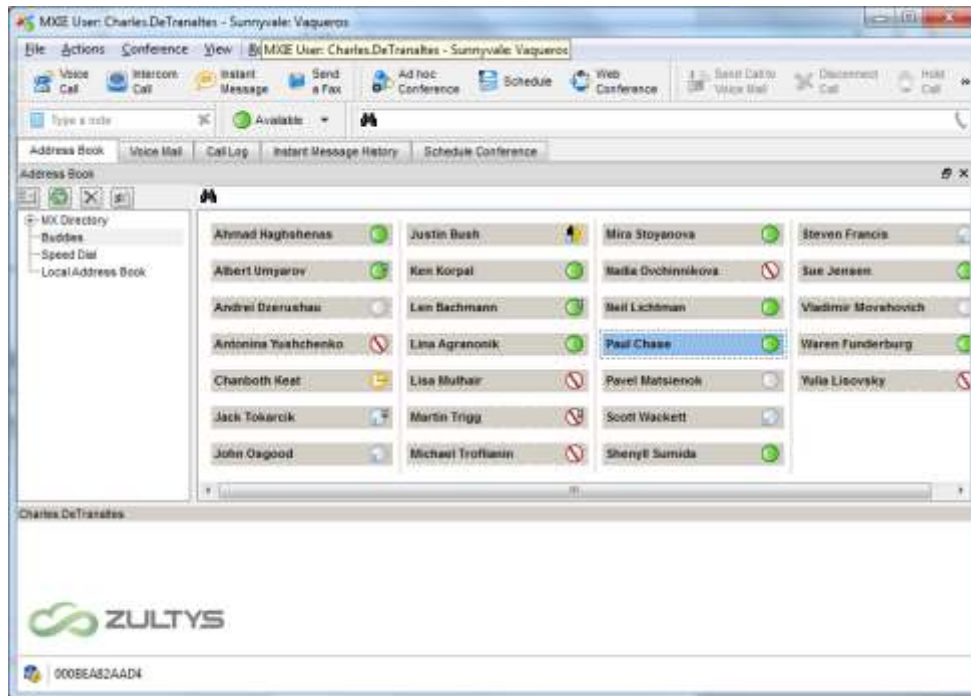 MXIE User: Charles.DeTranaltes - Sunnyvale: Vaqueros
File Actions Conference View
MXIE User: Charles.DeTranaltes - Sunnyvale: Vaqueros
Voice Call
Intercom Call
Instant Message
Send a Fax
Ad hoc Conference
Schedule
Web Conference
Send Call to Voice Mail
Disconnect Call
Hold Call
Type a note
Available
Address Book Voice Mail Call Log Instant Message History Schedule Conference
Address Book
MX Directory
Buddies
Speed Dial
Local Address Book
Ahmad Haghshenas Justin Bush Mira Stoyanova Steven Francis
Albert Umyarov Ken Korpal Nadia Ovchinnikova Sue Jensen
Andrei Dzerushau Len Bachmann Neil Lichtman Vladimir Movshovich
Antonina Yushchenko Lina Agranonik Paul Chase Waren Funderburg
Chanboth Keat Lisa Mulhair Pavel Matsienok Yulia Lisovsky
Jack Tokarcik Martin Trigg Scott Wackett
John Osgood Michael Trofianin Shenyll Sumida
Charles.DeTranaltes
ZULTYS
000BEA82AAD4